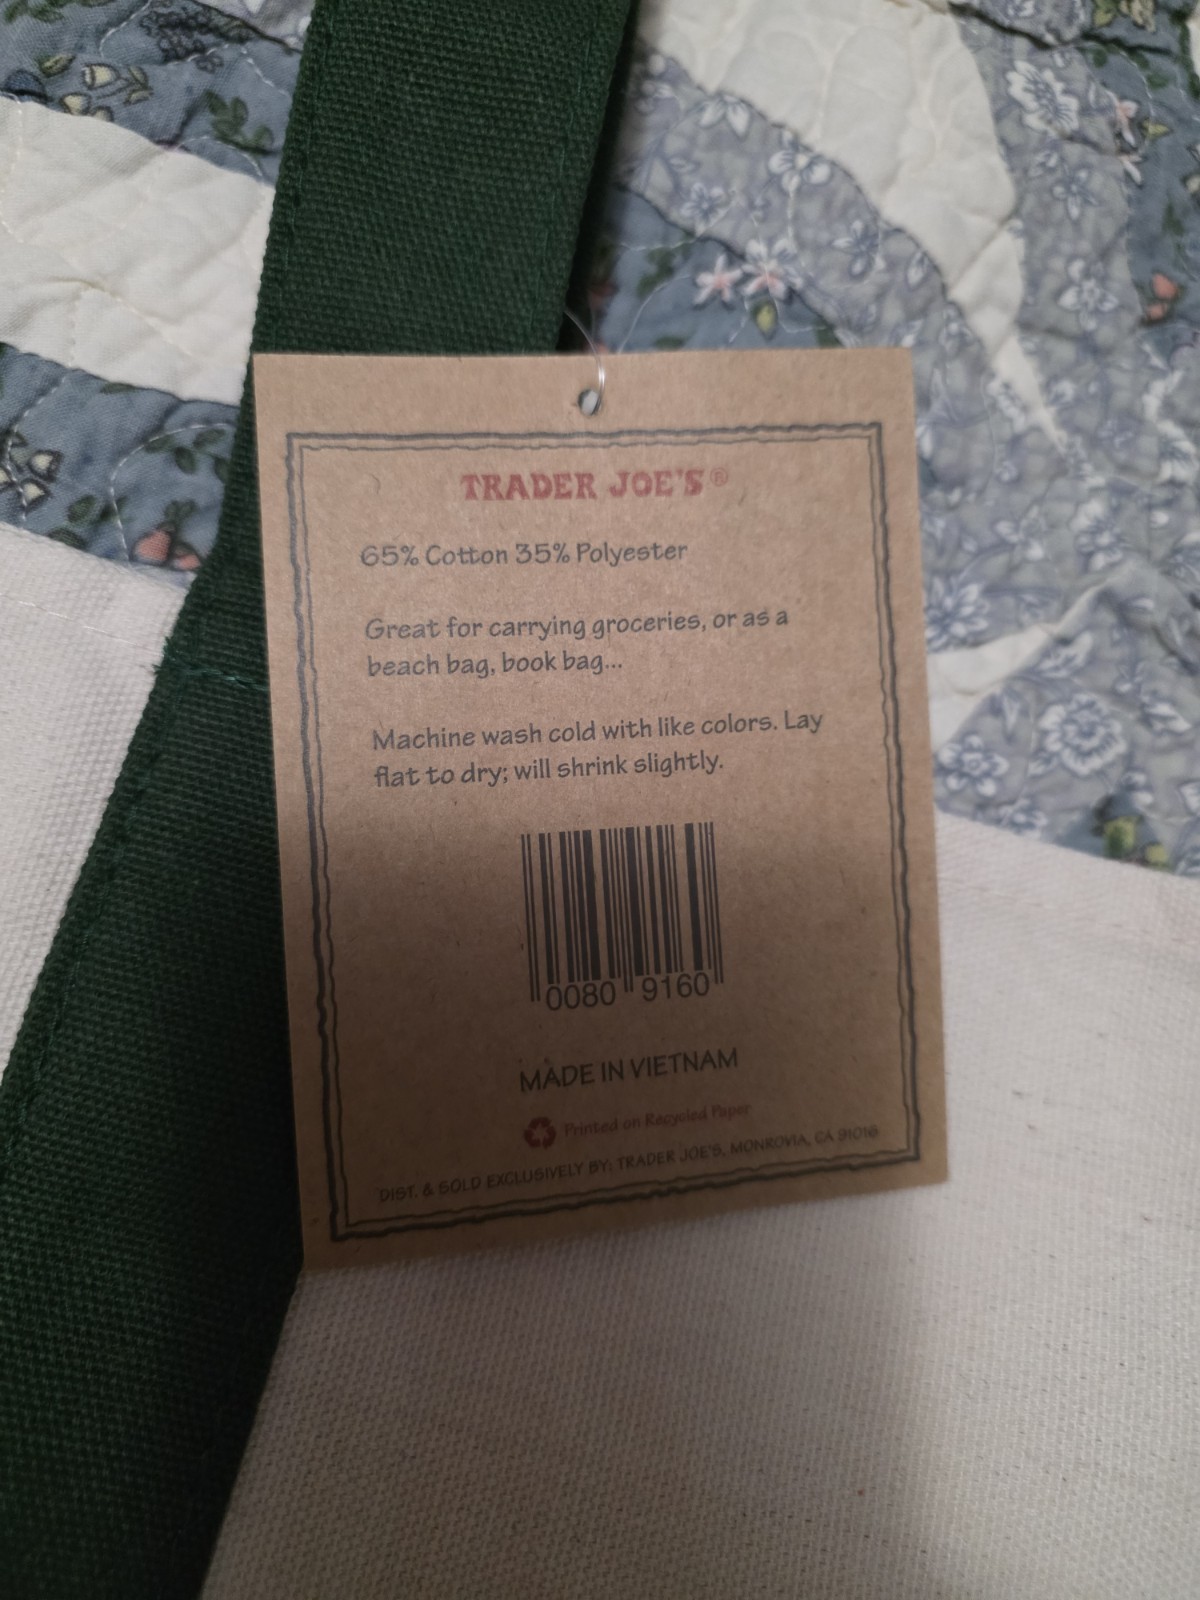 TRADER JOE'S®
65% Cotton 35% Polyester
Great for carrying groceries, or as a
beach bag, book bag...
Machine wash cold with like colors. Lay
flat to dry; will shrink slightly.
0080 9160
MADE IN VIETNAM
Printed on Recycled Paper
DIST. & SOLD EXCLUSIVELY BY: TRADER JOE'S, MONROVIA, CA 91016